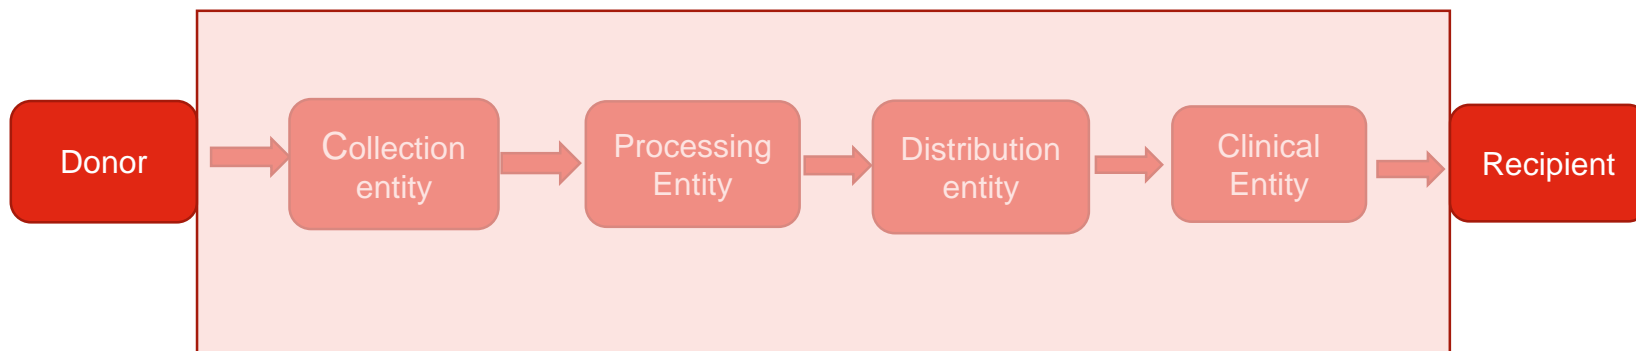 Donor
Collection
entity
Processing
Entity
Distribution
entity
Clinical
Entity
Recipient